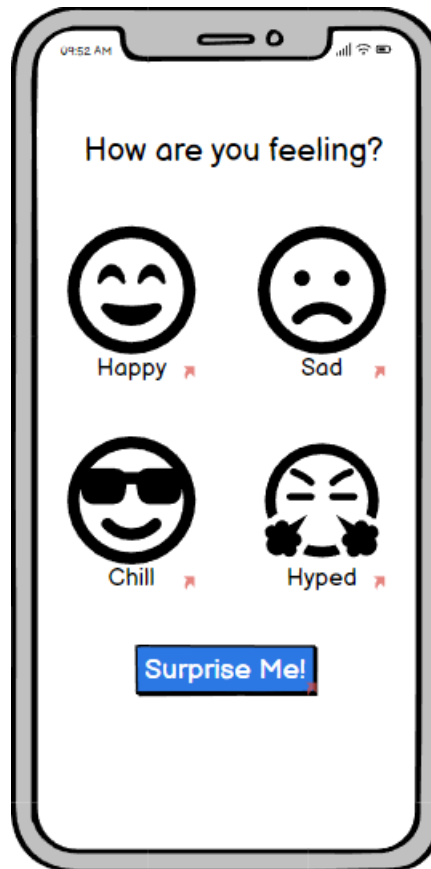 09:52 AM
How are you feeling?
Happy Sad
Chill Hyped
Surprise Me!